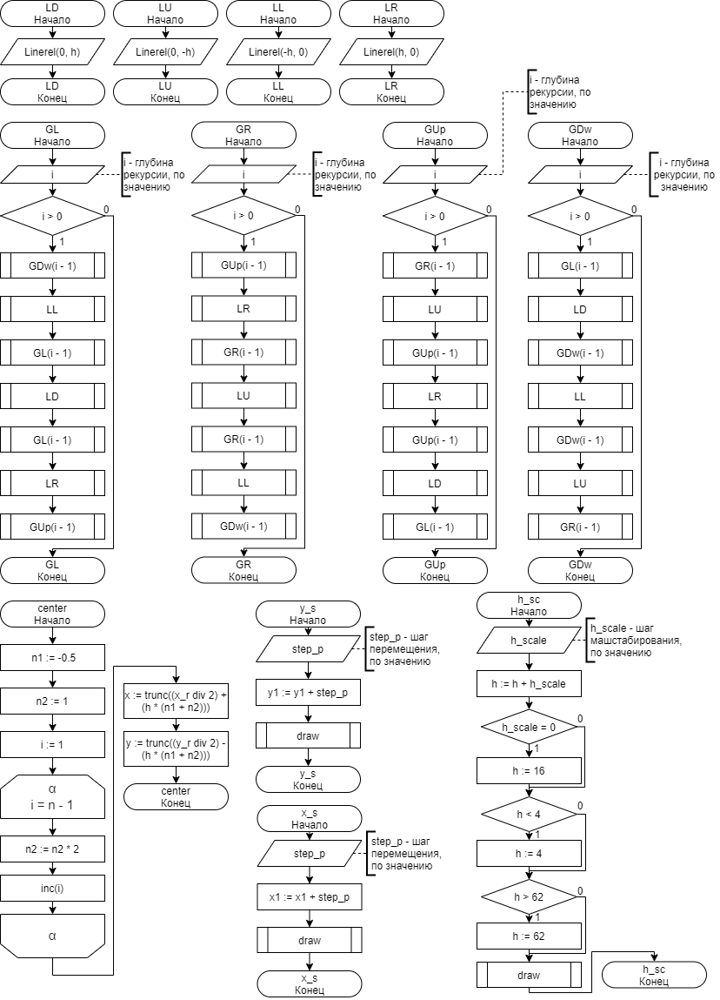 LD
Начало
Linerel(0, h)
LD
Конец
LU
Начало
Linerel(0, -h)
LU
Конец
LL
Начало
Linerel(-h, 0)
LL
Конец
LR
Начало
Linerel(h, 0)
LR
Конец
GL
Начало
i
i - глубина
рекурсии, по
значению
i > 0
0
1
GDw(i - 1)
LL
GL(i - 1)
LD
GL(i - 1)
LR
GUp(i - 1)
GL
Конец
GR
Начало
i
i - глубина
рекурсии, по
значению
i > 0
0
1
GUp(i - 1)
LR
GR(i - 1)
LU
GR(i - 1)
LL
GDw(i - 1)
GR
Конец
GUp
Начало
i
i - глубина
рекурсии, по
значению
i > 0
0
1
GR(i - 1)
LU
GUp(i - 1)
LR
GUp(i - 1)
LD
GL(i - 1)
GUp
Конец
GDw
Начало
i
i - глубина
рекурсии, по
значению
i > 0
0
1
GL(i - 1)
LD
GDw(i - 1)
LL
GDw(i - 1)
LU
GR(i - 1)
GDw
Конец
center
Начало
n1 := -0.5
n2 := 1
i := 1
α
i = n - 1
n2 := n2 * 2
inc(i)
α
x := trunc((x_r div 2) +
(h * (n1 + n2)))
y := trunc((y_r div 2) -
(h * (n1 + n2)))
center
Конец
y_s
Начало
step_p
step_p - шаг
перемещения,
по значению
y1 := y1 + step_p
draw
y_s
Конец
x_s
Начало
step_p
step_p - шаг
перемещения,
по значению
x1 := x1 + step_p
draw
x_s
Конец
h_sc
Начало
h_scale
h_scale - шаг
машстабирования,
по значению
h := h + h_scale
h_scale = 0
0
1
h := 16
h < 4
0
1
h := 4
h > 62
0
1
h := 62
draw
h_sc
Конец